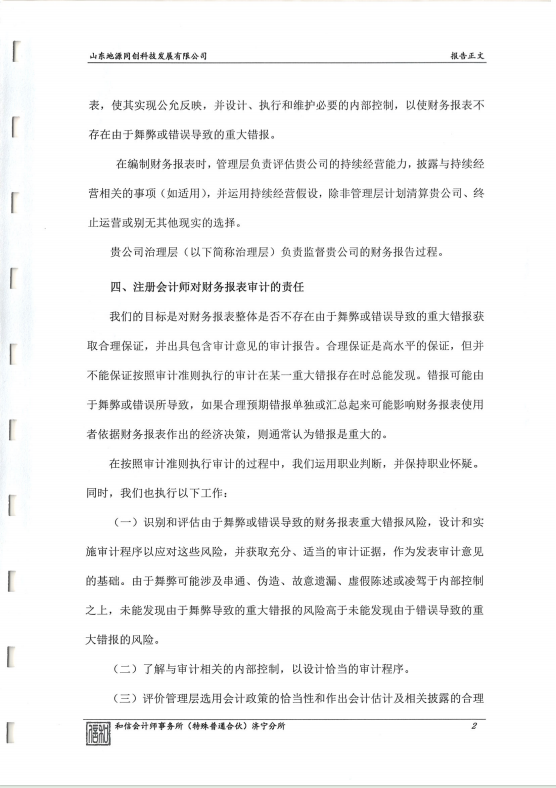 山东地源同创科技发展有限公司 报告正文
表，使其实现公允反映，并设计、执行和维护必要的内部控制，以使财务报表不
存在由于舞弊或错误导致的重大错报。
在编制财务报表时，管理层负责评估贵公司的持续经营能力，披露与持续经
营相关的事项（如适用），并运用持续经营假设，除非管理层计划清算贵公司、终
止运营或别无其他现实的选择。
贵公司治理层（以下简称治理层）负责监督贵公司的财务报告过程。
四、注册会计师对财务报表审计的责任
我们的目标是对财务报表整体是否不存在由于舞弊或错误导致的重大错报获
取合理保证，并出具包含审计意见的审计报告。合理保证是高水平的保证，但并
不能保证按照审计准则执行的审计在某一重大错报存在时总能发现。错报可能由
于舞弊或错误所导致，如果合理预期错报单独或汇总起来可能影响财务报表使用
者依据财务报表作出的经济决策，则通常认为错报是重大的。
在按照审计准则执行审计的过程中，我们运用职业判断，并保持职业怀疑。
同时，我们也执行以下工作：
（一）识别和评估由于舞弊或错误导致的财务报表重大错报风险，设计和实
施审计程序以应对这些风险，并获取充分、适当的审计证据，作为发表审计意见
的基础。由于舞弊可能涉及串通、伪造、故意遗漏、虚假陈述或凌驾于内部控制
之上，未能发现由于舞弊导致的重大错报的风险高于未能发现由于错误导致的重
大错报的风险。
（二）了解与审计相关的内部控制，以设计恰当的审计程序。
（三）评价管理层选用会计政策的恰当性和作出会计估计及相关披露的合理
信和 和信会计师事务所（特殊普通合伙）济宁分所 2